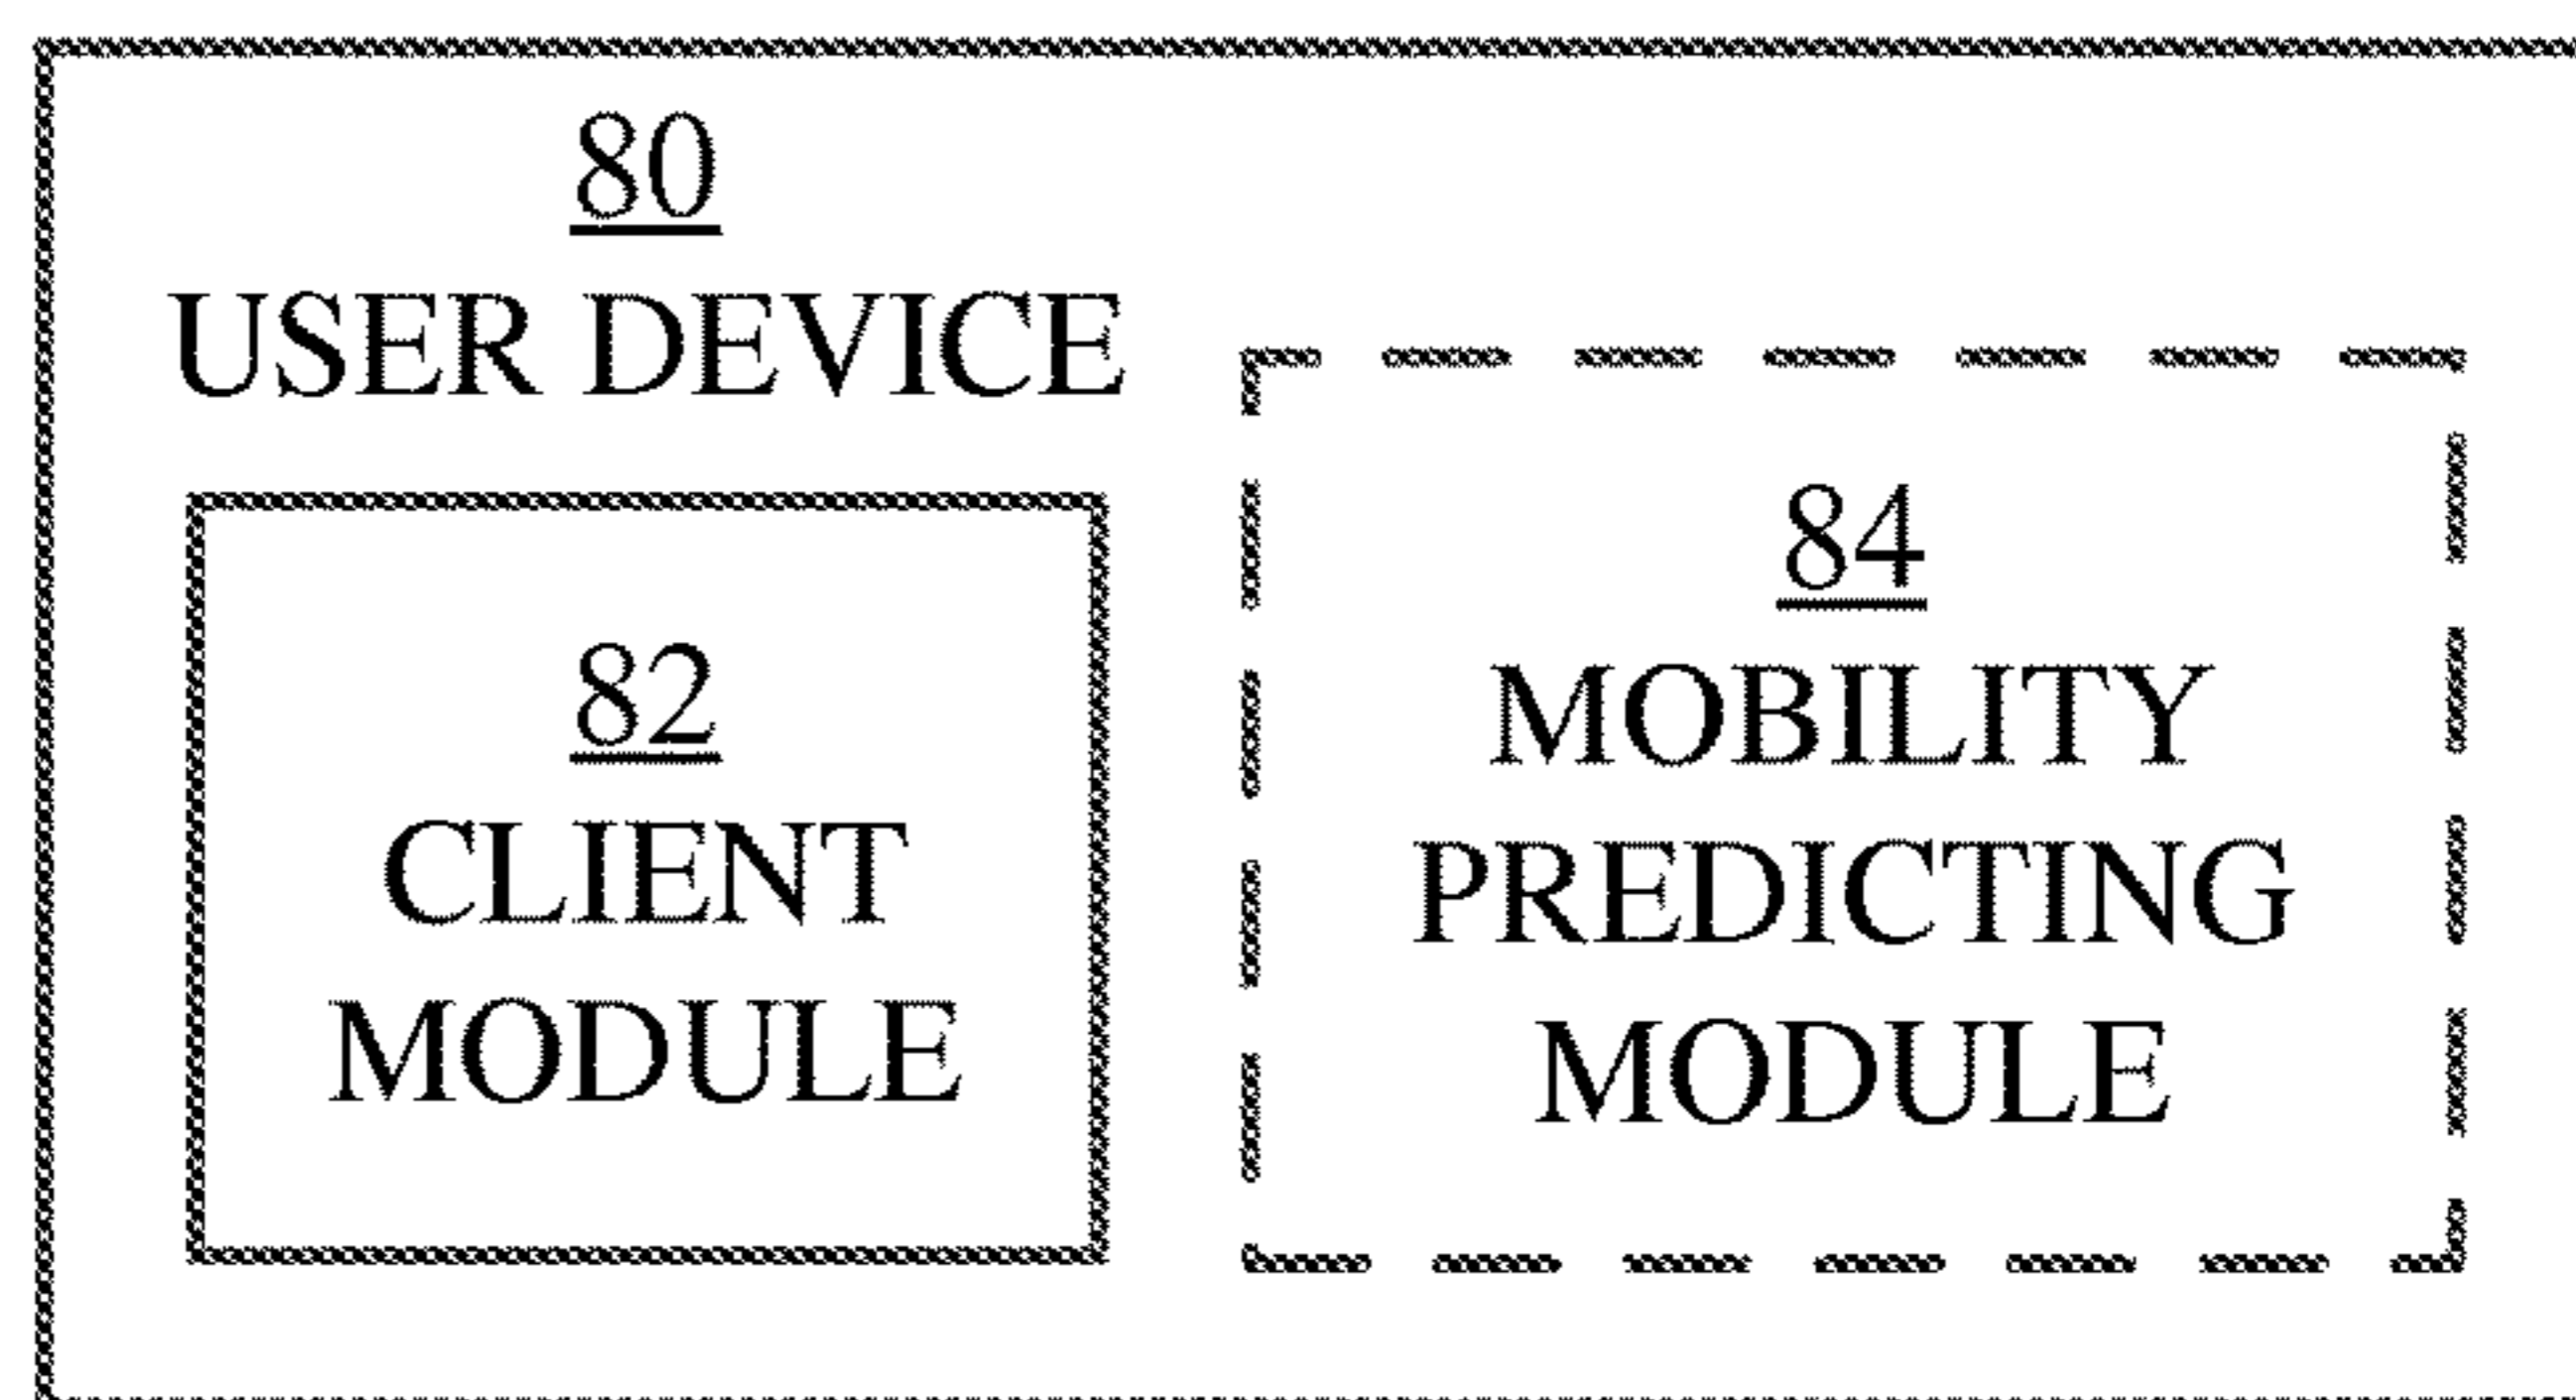 80
USER DEVICE
82
CLIENT
MODULE
84
MOBILITY
PREDICTING
MODULE